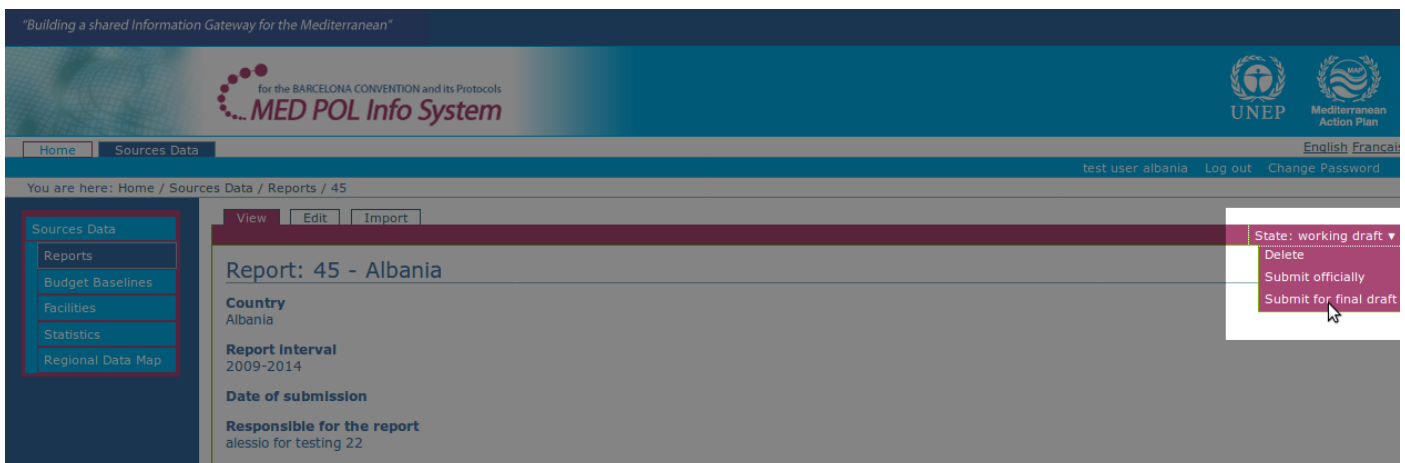 "Building a shared Information Gateway for the Mediterranean"
for the BARCELONA CONVENTION and its Protocols
MED POL Info System
UNEP
MAP
Mediterranean
Action Plan
Home Sources Data
English Français
test user albania Log out Change Password
You are here: Home / Sources Data / Reports / 45
Sources Data
Reports
Budget Baselines
Facilities
Statistics
Regional Data Map
View Edit Import
State: working draft ▼
Delete
Submit officially
Submit for final draft
Report: 45 - Albania
Country
Albania
Report interval
2009-2014
Date of submission
Responsible for the report
alessio for testing 22